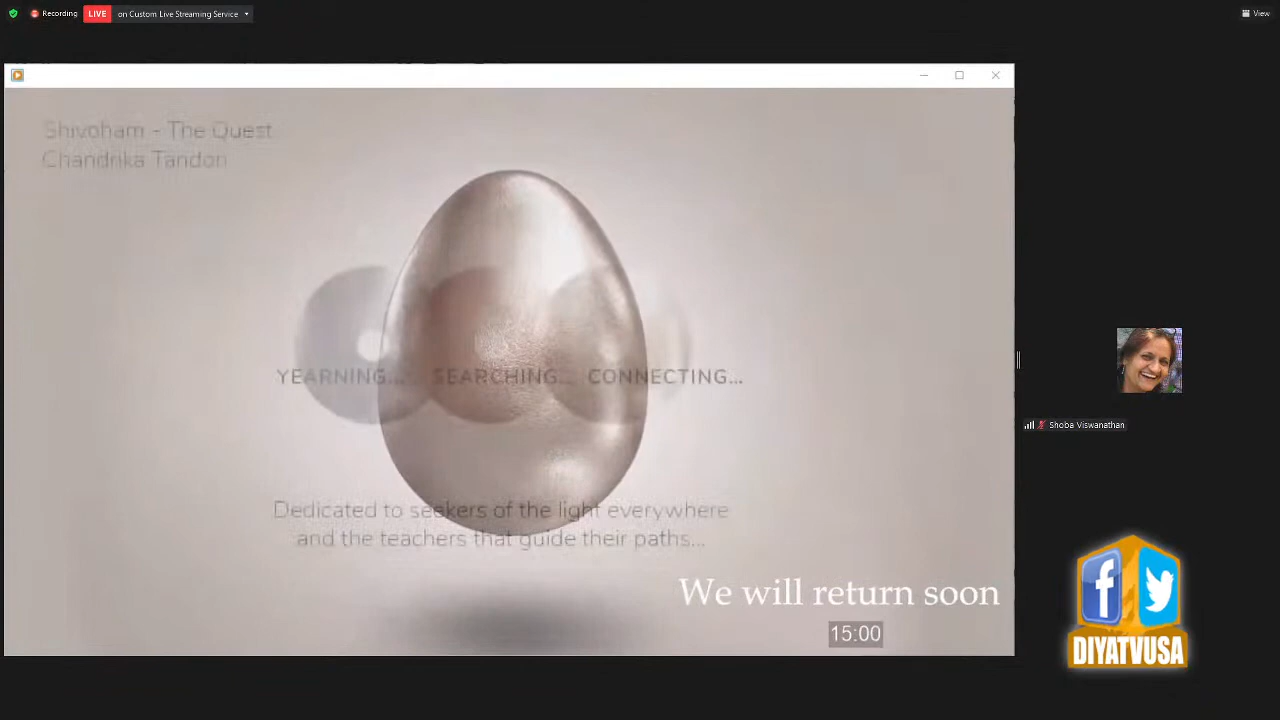 Recording
LIVE
on Custom Live Streaming Service
View
Shivoham - The Quest
Chandrika Tandon
YEARNING... SEARCHING... CONNECTING...
Dedicated to seekers of the light everywhere
and the teachers that guide their paths...
We will return soon
15:00
Shoba Viswanathan
DIYATVUSA